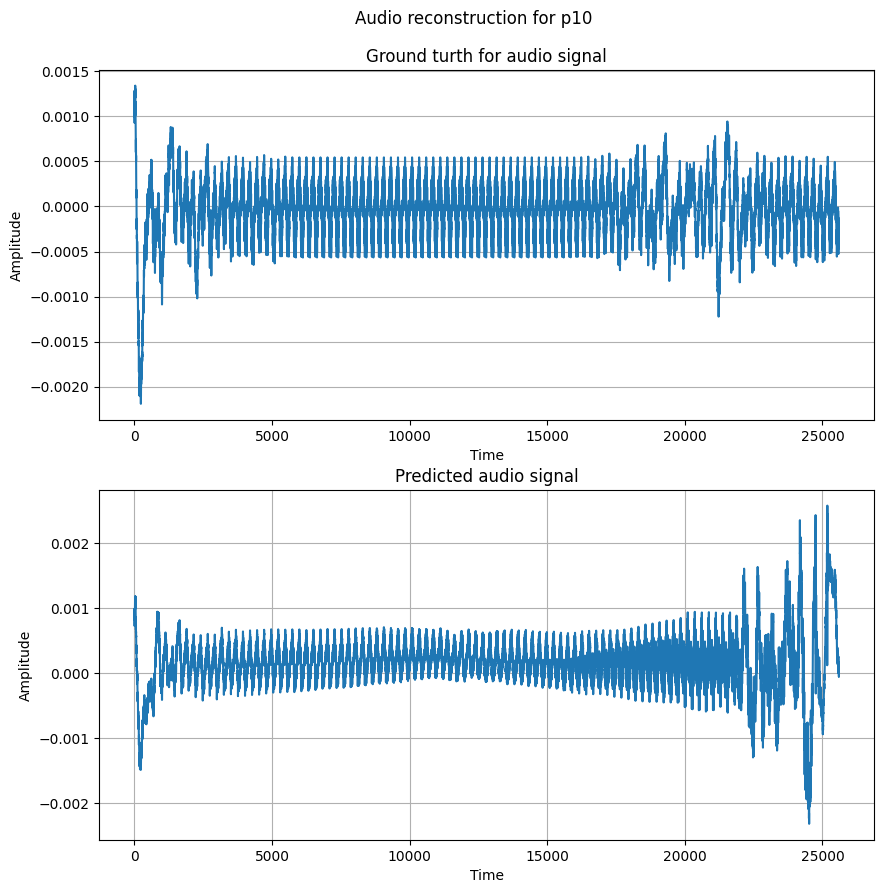 Audio reconstruction for p10
Ground turth for audio signal
0.0015
0.0010
0.0005
0.0000
−0.0005
−0.0010
−0.0015
−0.0020
Amplitude
0 5000 10000 15000 20000 25000
Time
Predicted audio signal
0.002
0.001
0.000
−0.001
−0.002
Amplitude
0 5000 10000 15000 20000 25000
Time